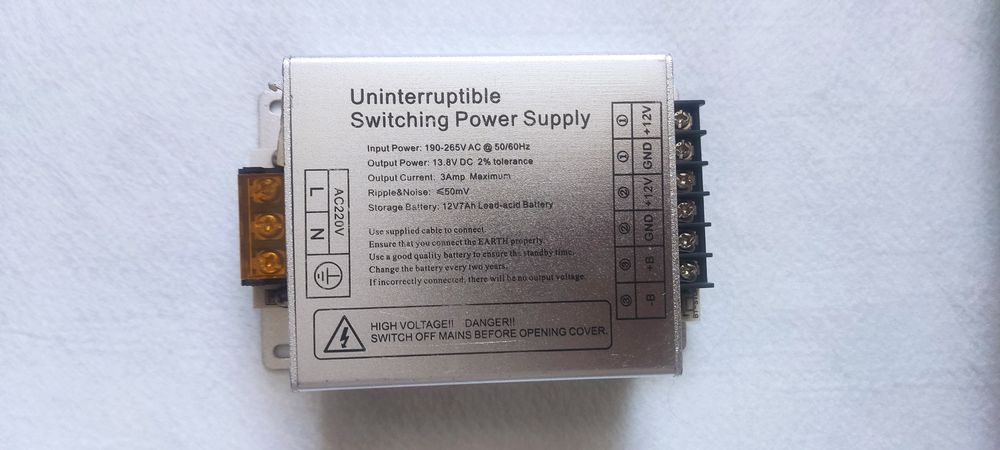 Uninterruptible
Switching Power Supply
Input Power: 190-265V AC @ 50/60Hz
Output Power: 13.8V DC 2% tolerance
Output Current: 3Amp Maximum
Ripple&Noise: ≤50mV
Storage Battery: 12V7Ah Lead-acid Battery
Use supplied cable to connect.
Ensure that you connect the EARTH properly.
Use a good quality battery to ensure the standby time.
Change the battery every two years.
If incorrectly connected, there will be no output voltage.
HIGH VOLTAGE!! DANGER!!
SWITCH OFF MAINS BEFORE OPENING COVER.
L
N
AC220V
① +12V
① GND
② +12V
② GND
③ +B
③ -B